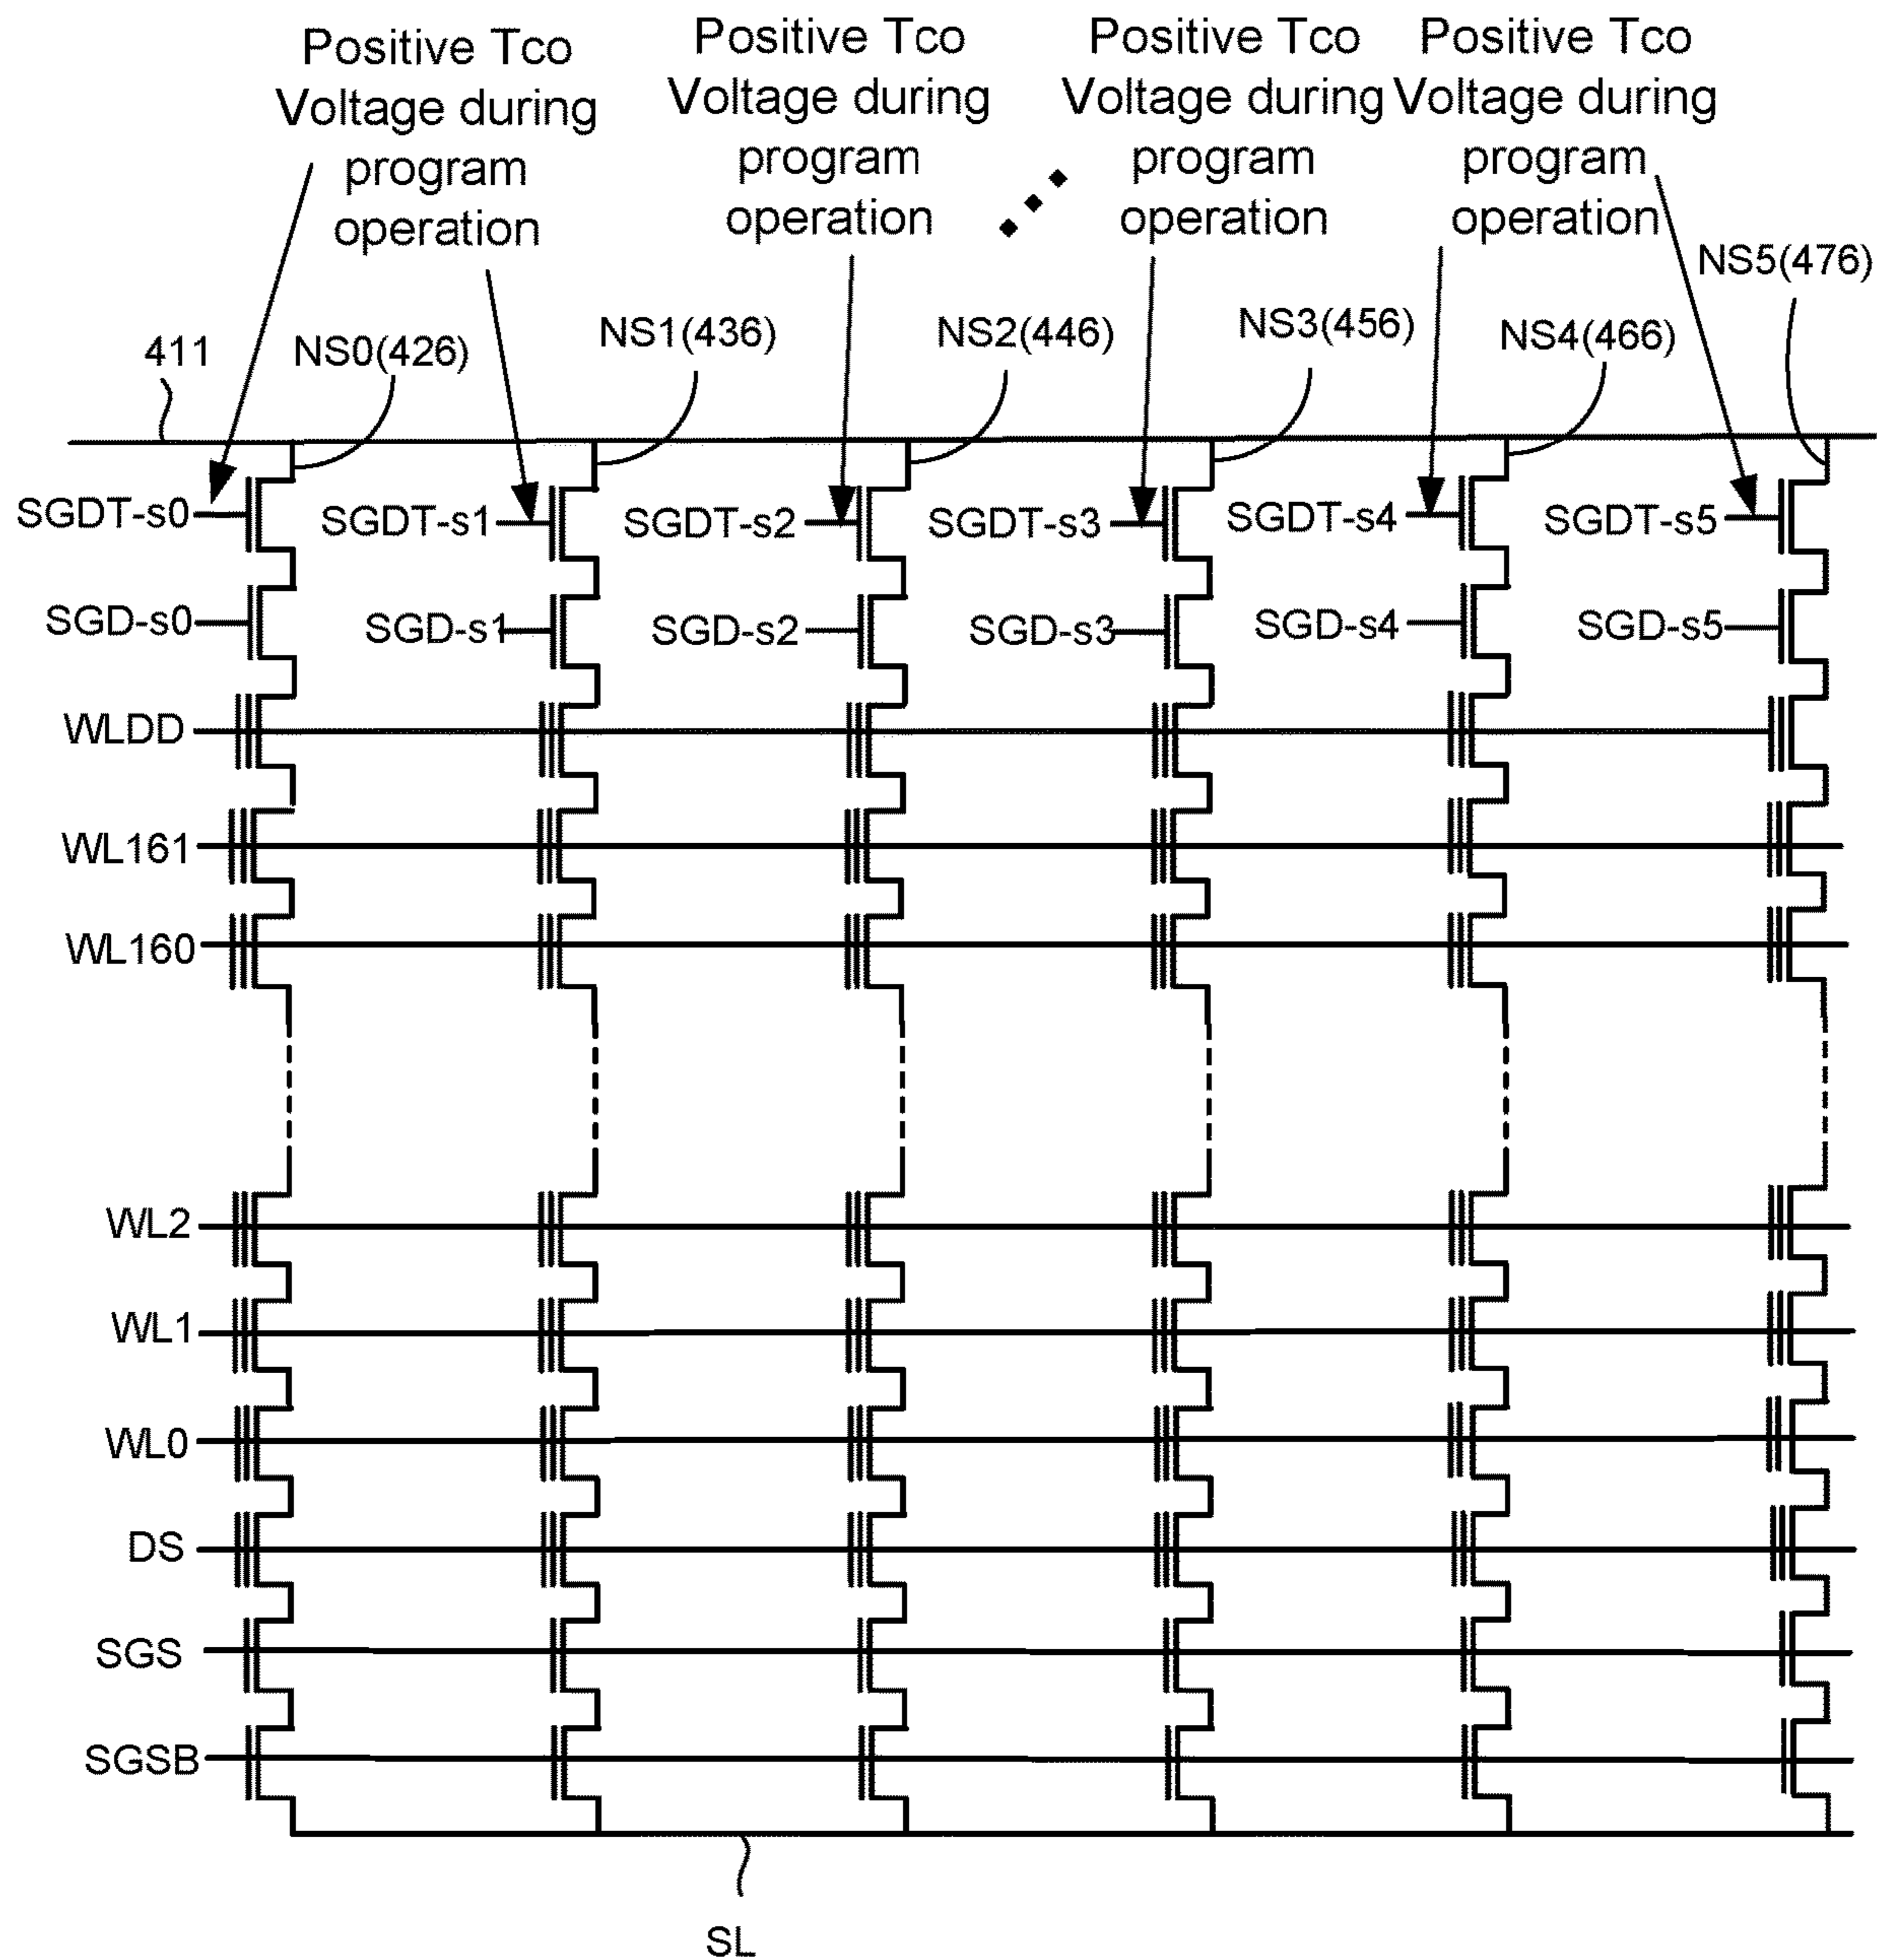 Positive Tco
Voltage during
program
operation
Positive Tco
Voltage during
program
operation
Positive Tco
Voltage during
program
operation
Positive Tco
Voltage during
program
operation
411
NS0(426)
NS1(436)
NS2(446)
NS3(456)
NS4(466)
NS5(476)
SGDT-s0
SGDT-s1
SGDT-s2
SGDT-s3
SGDT-s4
SGDT-s5
SGD-s0
SGD-s1
SGD-s2
SGD-s3
SGD-s4
SGD-s5
WLDD
WL161
WL160
WL2
WL1
WL0
DS
SGS
SGSB
SL